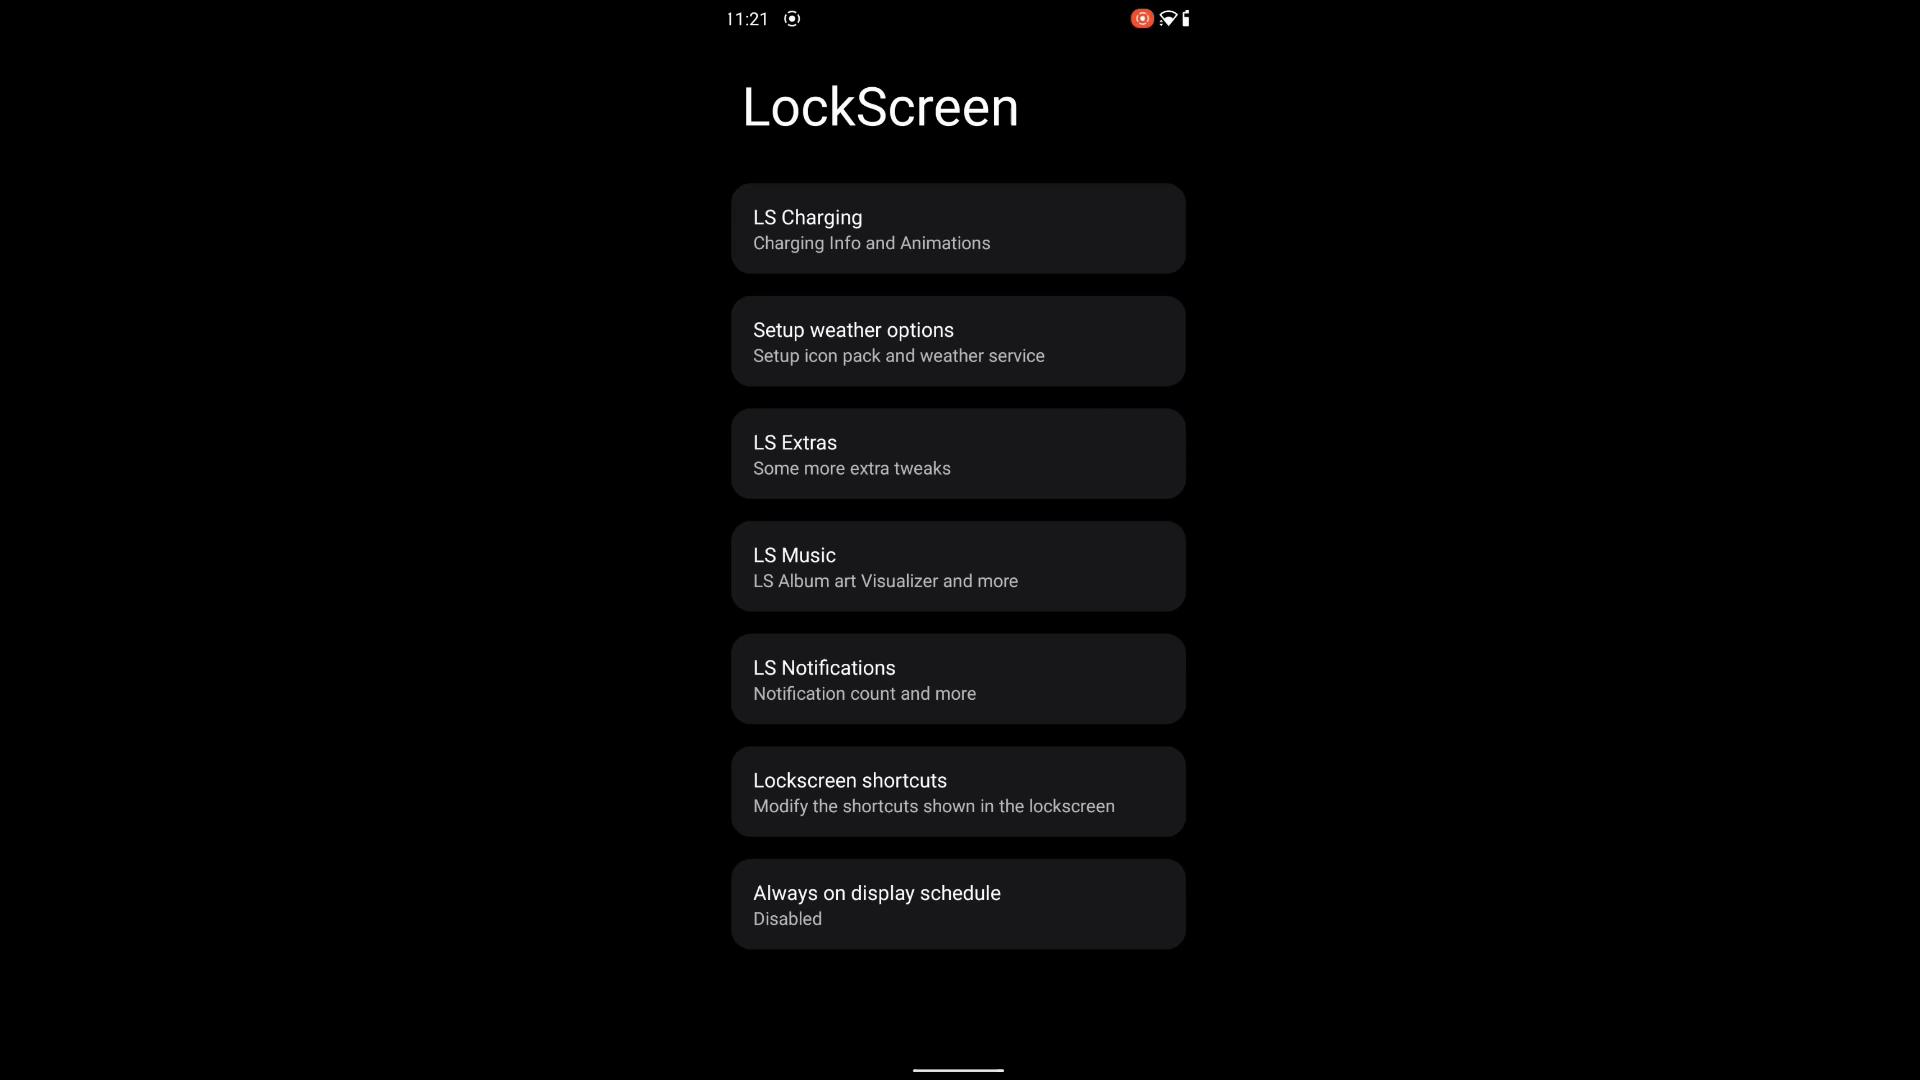 11:21
LockScreen
LS Charging
Charging Info and Animations
Setup weather options
Setup icon pack and weather service
LS Extras
Some more extra tweaks
LS Music
LS Album art Visualizer and more
LS Notifications
Notification count and more
Lockscreen shortcuts
Modify the shortcuts shown in the lockscreen
Always on display schedule
Disabled